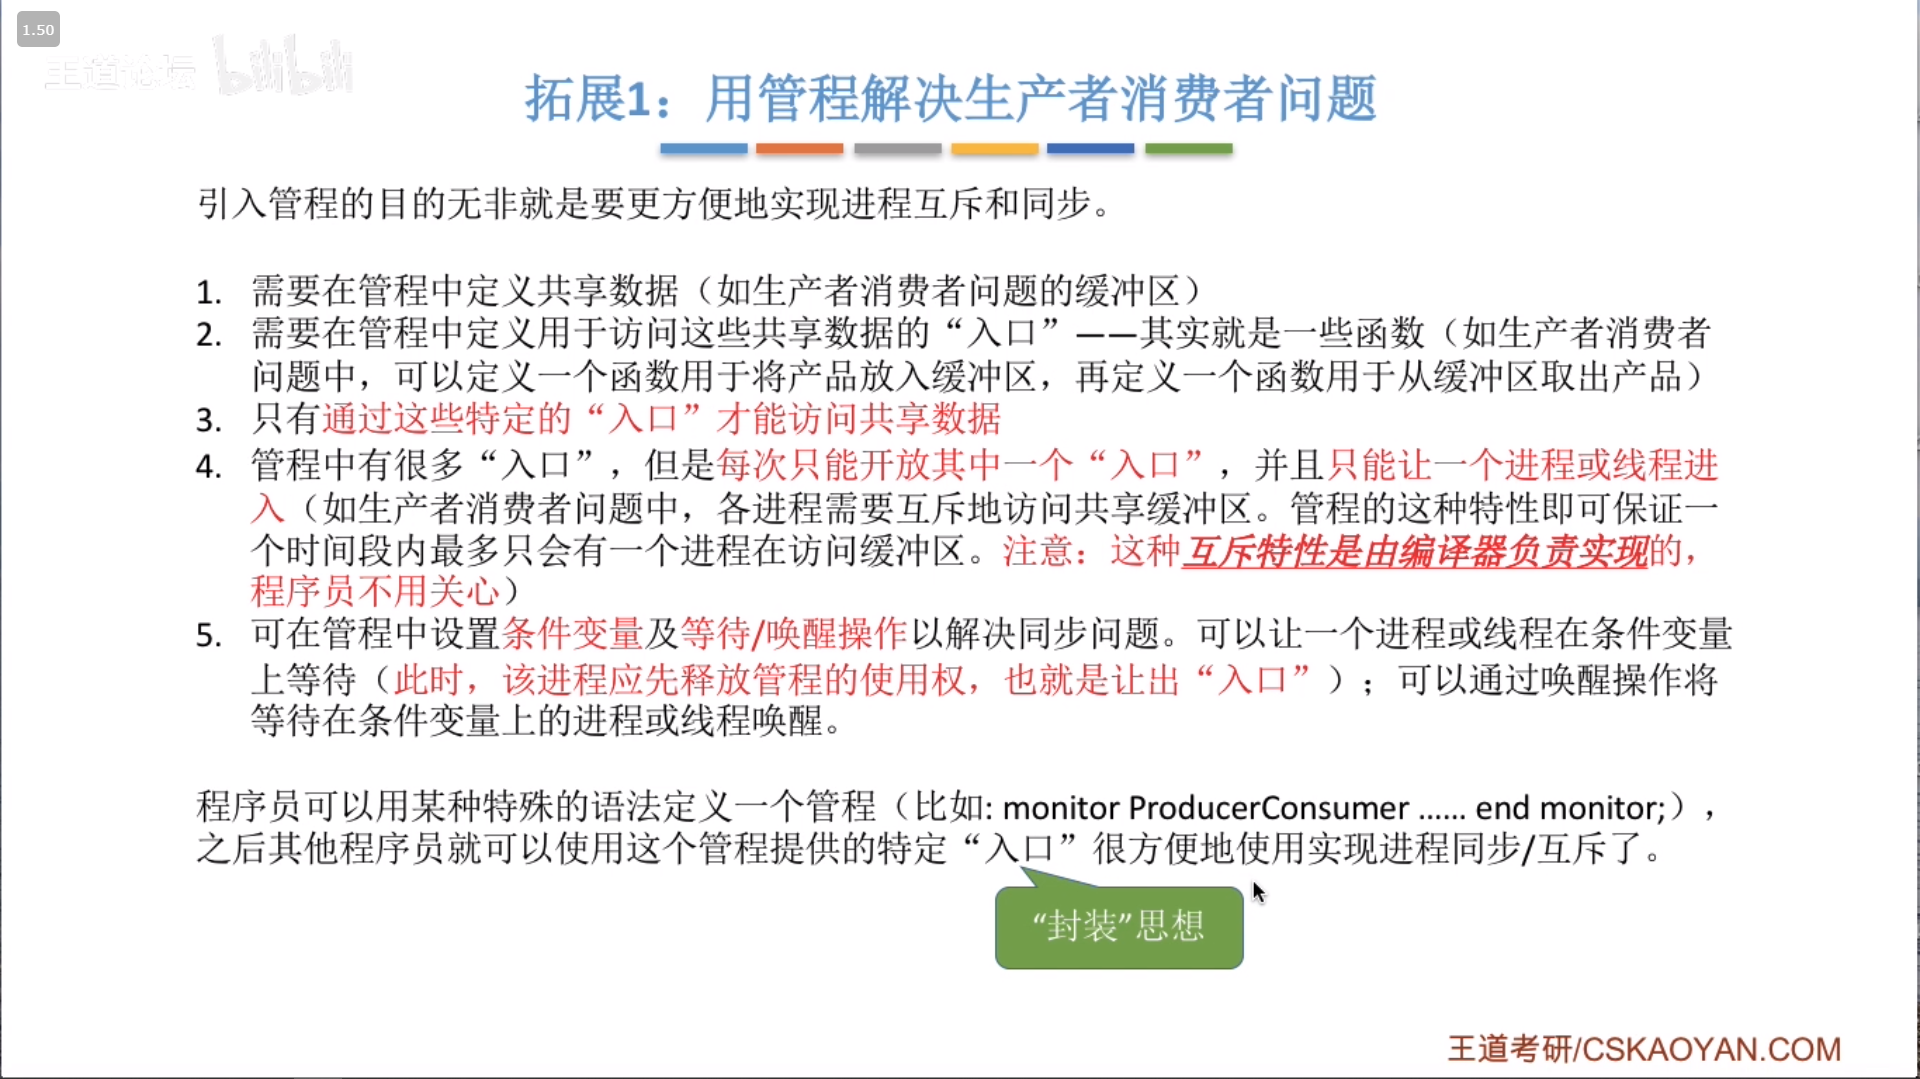 1.50
王道论坛 bilibili
拓展1：用管程解决生产者消费者问题
引入管程的目的无非就是要更方便地实现进程互斥和同步。
1. 需要在管程中定义共享数据（如生产者消费者问题的缓冲区）
2. 需要在管程中定义用于访问这些共享数据的“入口”——其实就是一些函数（如生产者消费者
问题中，可以定义一个函数用于将产品放入缓冲区，再定义一个函数用于从缓冲区取出产品）
3. 只有通过这些特定的“入口”才能访问共享数据
4. 管程中有很多“入口”，但是每次只能开放其中一个“入口”，并且只能让一个进程或线程进
入（如生产者消费者问题中，各进程需要互斥地访问共享缓冲区。管程的这种特性即可保证一
个时间段内最多只会有一个进程在访问缓冲区。注意：这种互斥特性是由编译器负责实现的，
程序员不用关心）
5. 可在管程中设置条件变量及等待/唤醒操作以解决同步问题。可以让一个进程或线程在条件变量
上等待（此时，该进程应先释放管程的使用权，也就是让出“入口”）；可以通过唤醒操作将
等待在条件变量上的进程或线程唤醒。
程序员可以用某种特殊的语法定义一个管程（比如: monitor ProducerConsumer …… end monitor;），
之后其他程序员就可以使用这个管程提供的特定“入口”很方便地使用实现进程同步/互斥了。
“封装”思想
王道考研/CSKAOYAN.COM